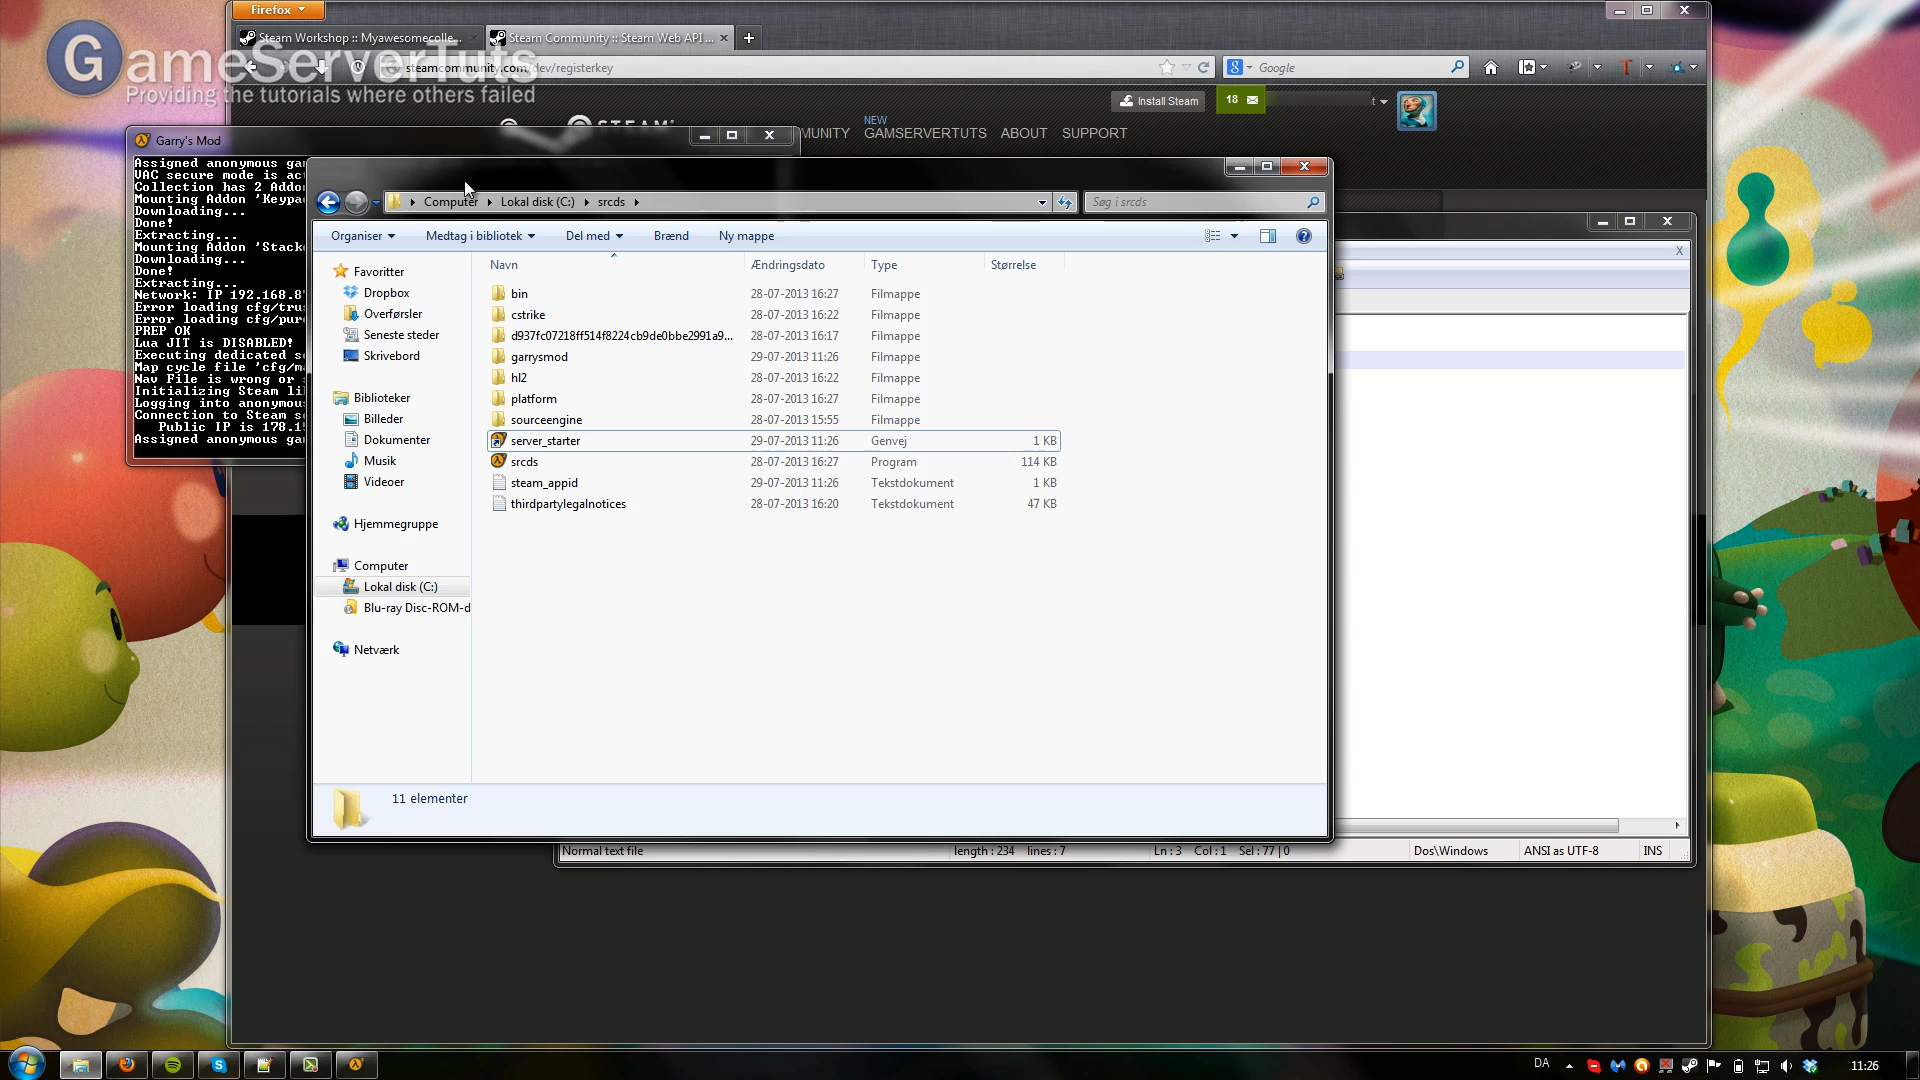 Firefox
Steam Workshop :: Myawesomecolle...
Steam Community :: Steam Web API ...
GameServerTuts
Providing the tutorials where others failed
steamcommunity.com/dev/registerkey
Google
Install Steam
18
MUNITY
NEW
GAMSERVERTUTS
ABOUT
SUPPORT
Garry's Mod
Assigned anonymous ga
VAC secure mode is ac
Collection has 2 Addo
Mounting Addon 'Keypa
Downloading...
Done!
Extracting...
Mounting Addon 'Stack
Downloading...
Done!
Extracting...
Network: IP 192.168.8
Error loading cfg/tru
Error loading cfg/pur
PREP OK
Lua JIT is DISABLED!
Executing dedicated s
Map cycle file 'cfg/m
Nav File is wrong or
Initializing Steam li
Logging into anonymou
Connection to Steam s
Public IP is 178.1
Assigned anonymous ga
Computer
Lokal disk (C:)
srcds
Søg i srcds
Organiser
Medtag i bibliotek
Del med
Brænd
Ny mappe
Navn
Ændringsdato
Type
Størrelse
Favoritter
Dropbox
Overførsler
Seneste steder
Skrivebord
Biblioteker
Billeder
Dokumenter
Musik
Videoer
Hjemmegruppe
Computer
Lokal disk (C:)
Blu-ray Disc-ROM-d
Netværk
bin 28-07-2013 16:27 Filmappe
cstrike 28-07-2013 16:22 Filmappe
d937fc07218ff514f8224cb9de0bbe2991a9... 28-07-2013 16:17 Filmappe
garrysmod 29-07-2013 11:26 Filmappe
hl2 28-07-2013 16:22 Filmappe
platform 28-07-2013 16:27 Filmappe
sourceengine 28-07-2013 15:55 Filmappe
server_starter 29-07-2013 11:26 Genvej 1 KB
srcds 28-07-2013 16:27 Program 114 KB
steam_appid 29-07-2013 11:26 Tekstdokument 1 KB
thirdpartylegalnotices 28-07-2013 16:20 Tekstdokument 47 KB
11 elementer
Normal text file
length : 234 lines : 7
Ln : 3 Col : 1 Sel : 77 | 0
Dos\Windows
ANSI as UTF-8
INS
DA
11:26